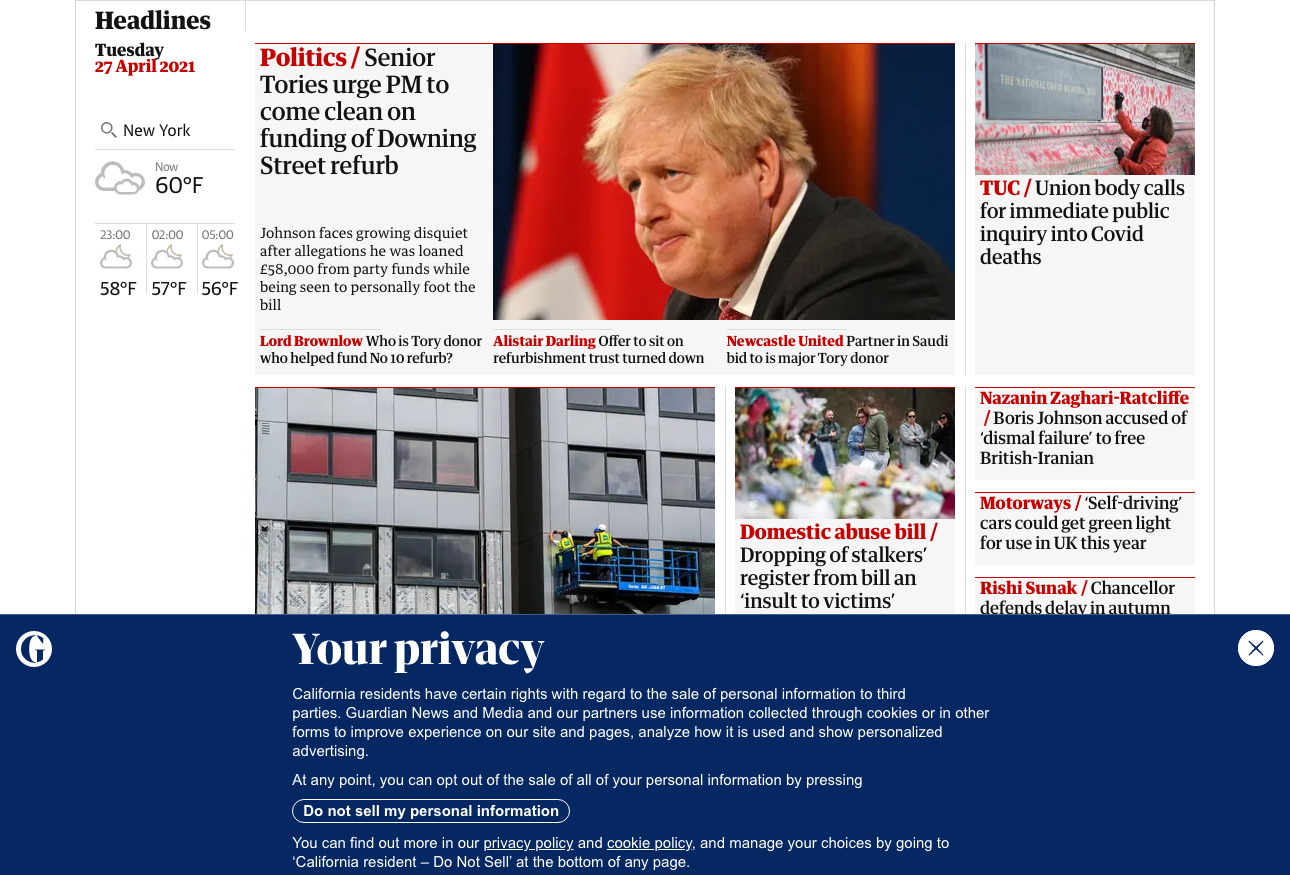 Headlines
Tuesday
27 April 2021
New York
Now
60°F
23:00
02:00
05:00
58°F
57°F
56°F
Politics / Senior
Tories urge PM to
come clean on
funding of Downing
Street refurb
Johnson faces growing disquiet
after allegations he was loaned
£58,000 from party funds while
being seen to personally foot the
bill
Lord Brownlow Who is Tory donor
who helped fund No 10 refurb?
Alistair Darling Offer to sit on
refurbishment trust turned down
Newcastle United Partner in Saudi
bid to is major Tory donor
THE NATIONAL COVID MEMORIAL WALL
TUC / Union body calls
for immediate public
inquiry into Covid
deaths
Domestic abuse bill /
Dropping of stalkers’
register from bill an
‘insult to victims’
Nazanin Zaghari-Ratcliffe
/ Boris Johnson accused of
‘dismal failure’ to free
British-Iranian
Motorways / ‘Self-driving’
cars could get green light
for use in UK this year
Rishi Sunak / Chancellor
defends delay in autumn
Your privacy
California residents have certain rights with regard to the sale of personal information to third
parties. Guardian News and Media and our partners use information collected through cookies or in other
forms to improve experience on our site and pages, analyze how it is used and show personalized
advertising.
At any point, you can opt out of the sale of all of your personal information by pressing
Do not sell my personal information
You can find out more in our privacy policy and cookie policy, and manage your choices by going to
‘California resident – Do Not Sell’ at the bottom of any page.